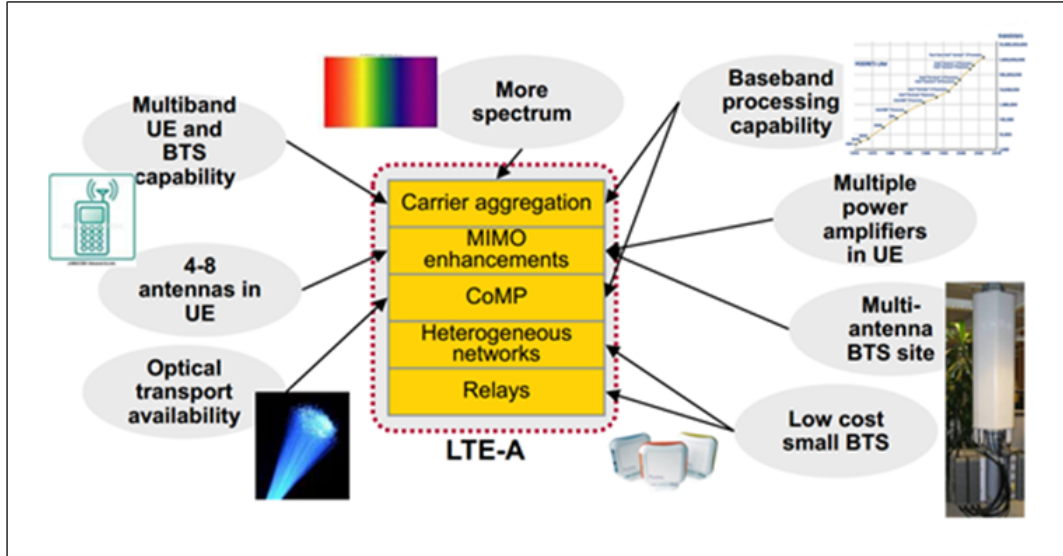 More
spectrum
Baseband
processing
capability
Multiband
UE and
BTS
capability
Carrier aggregation
MIMO
enhancements
CoMP
Heterogeneous
networks
Relays
LTE-A
Multiple
power
amplifiers
in UE
4-8
antennas in
UE
Multi-
antenna
BTS site
Optical
transport
availability
Low cost
small BTS